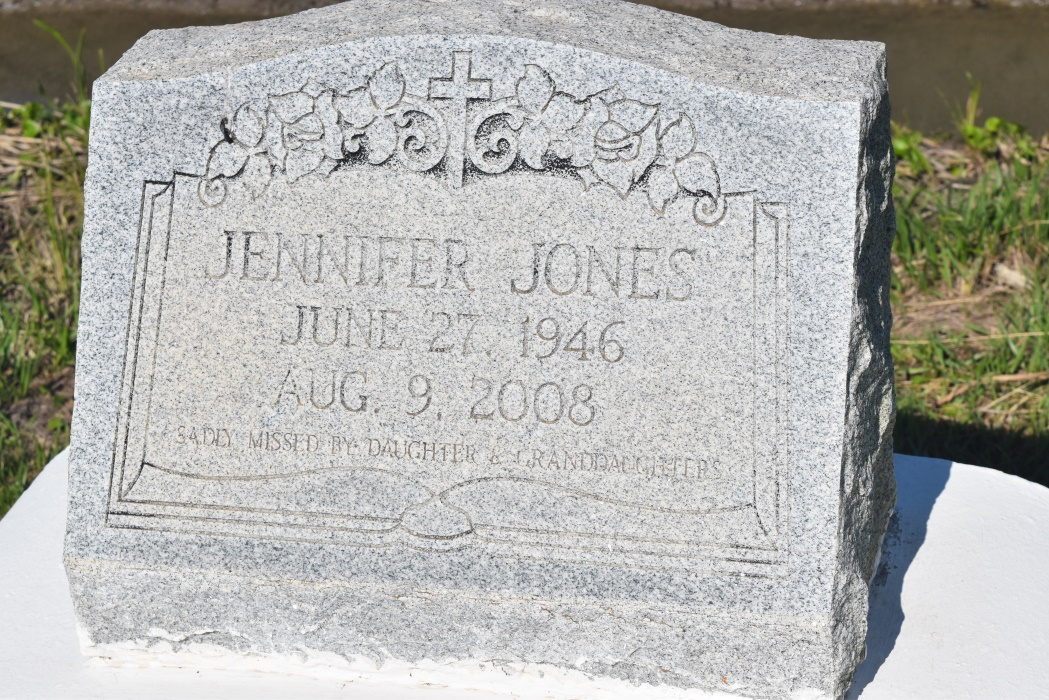 JENNIFER JONES
JUNE 27, 1946
AUG. 9, 2008
SADLY MISSED BY DAUGHTER & GRANDDAUGHTERS